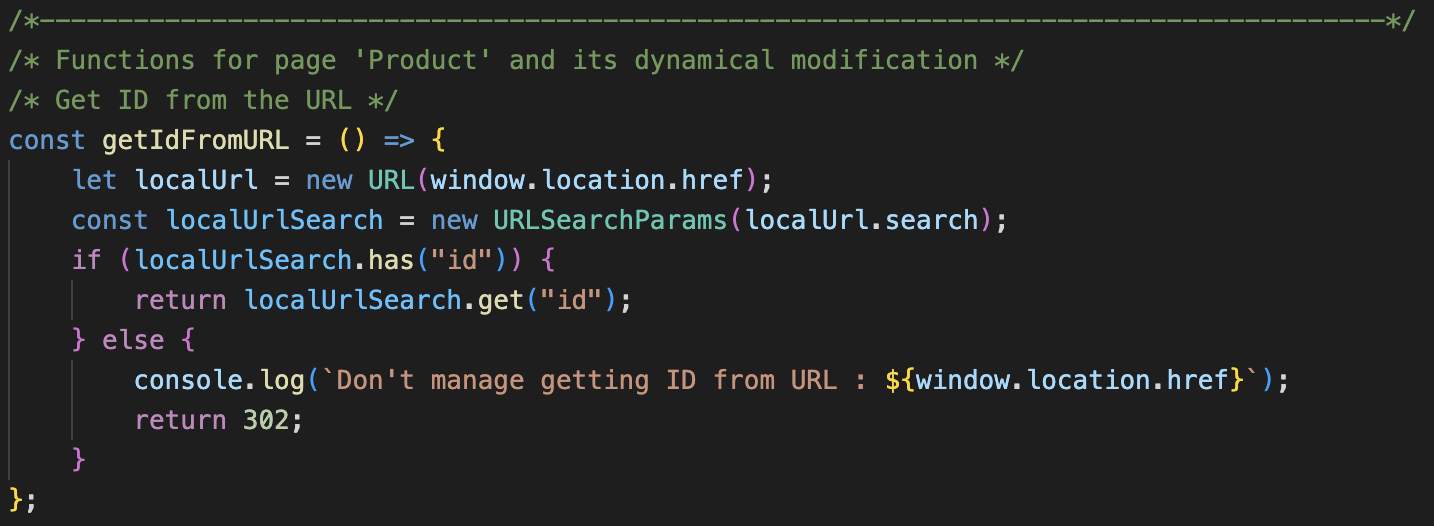 /*--------------------------------------------------------------------------------------*/
/* Functions for page 'Product' and its dynamical modification */
/* Get ID from the URL */
const getIdFromURL = () => {
    let localUrl = new URL(window.location.href);
    const localUrlSearch = new URLSearchParams(localUrl.search);
    if (localUrlSearch.has("id")) {
        return localUrlSearch.get("id");
    } else {
        console.log(`Don't manage getting ID from URL : ${window.location.href}`);
        return 302;
    }
};